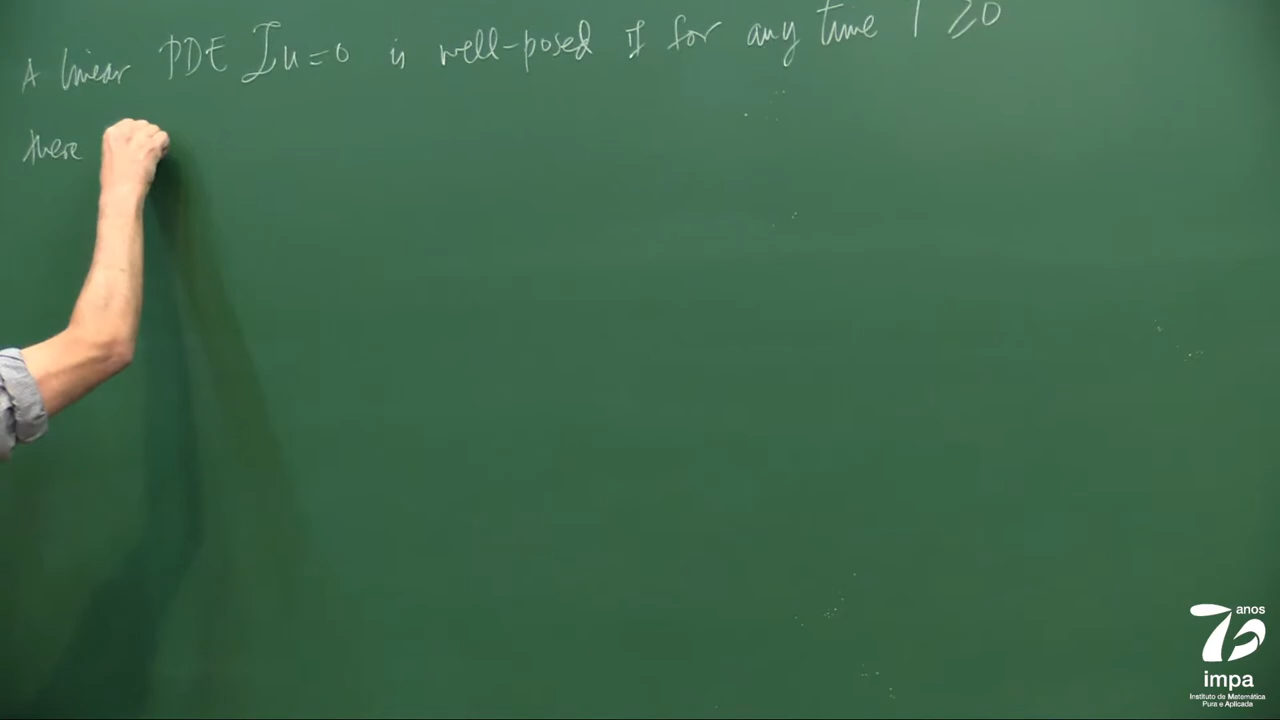 A linear PDE Lu=0 is well-posed if for any time T ≥0
there
70 anos
impa
Instituto de Matemática
Pura e Aplicada